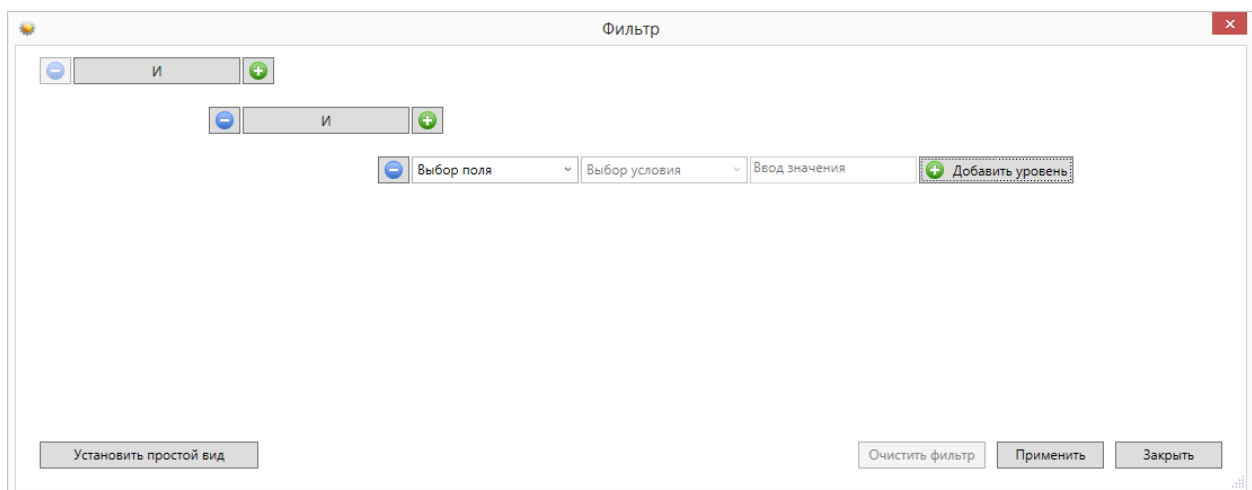 Фильтр
И
И
Выбор поля Выбор условия Ввод значения Добавить уровень
Установить простой вид Очистить фильтр Применить Закрыть